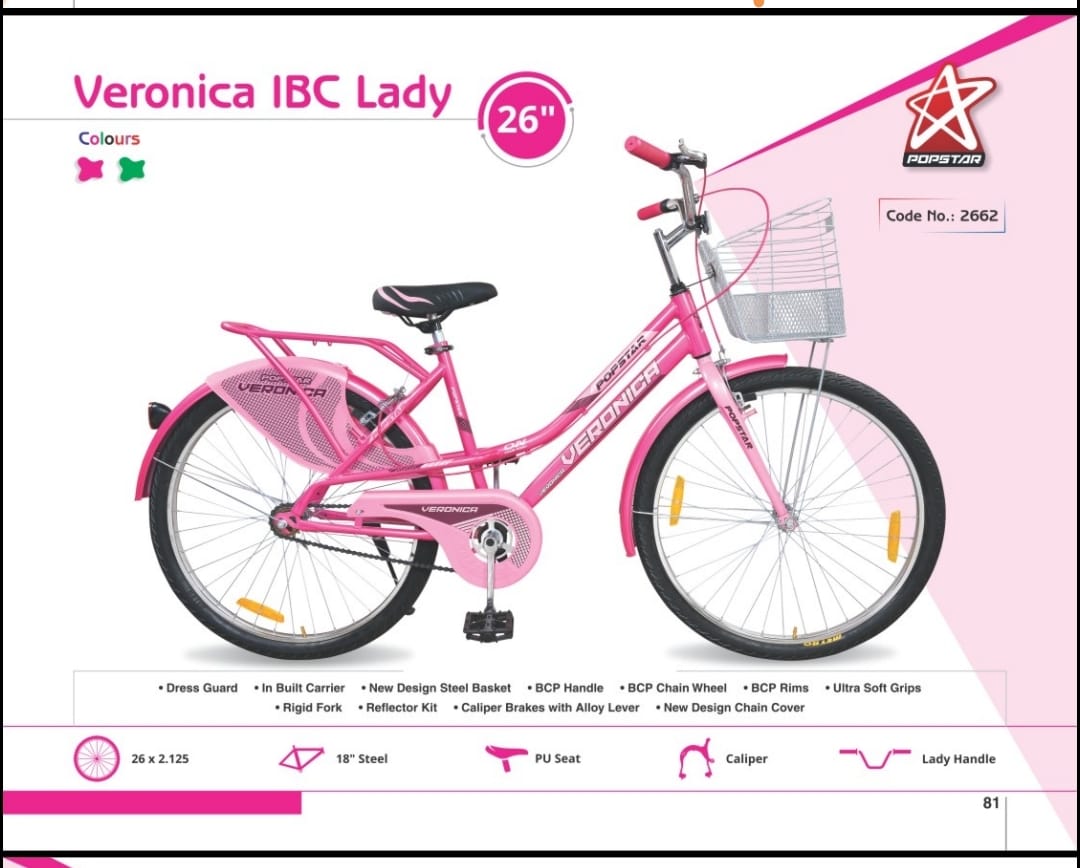 Veronica IBC Lady
26"
Colours
POPSTAR
Code No.: 2662
POPSTAR
VERONICA
POPSTAR
VERONICA
VERONICA
POPSTAR
VERONICA
METRO
• Dress Guard • In Built Carrier • New Design Steel Basket • BCP Handle • BCP Chain Wheel • BCP Rims • Ultra Soft Grips
• Rigid Fork • Reflector Kit • Caliper Brakes with Alloy Lever • New Design Chain Cover
26 x 2.125
18" Steel
PU Seat
Caliper
Lady Handle
81